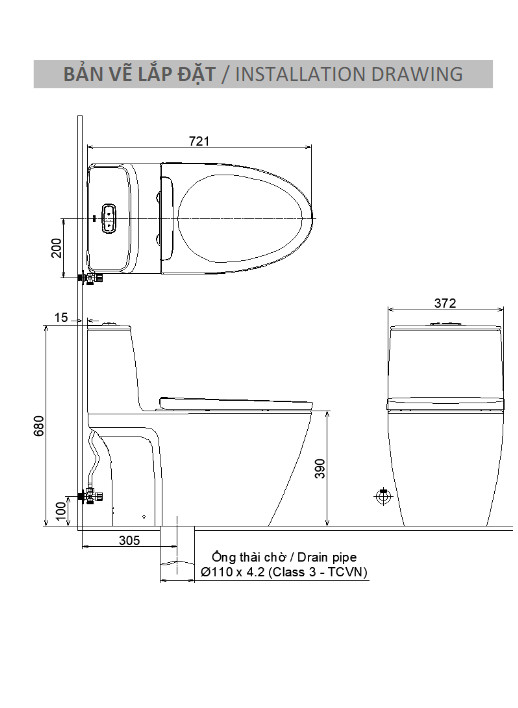 BẢN VẼ LẮP ĐẶT / INSTALLATION DRAWING
721
200
15
372
680
390
100
305
Ống thải chờ / Drain pipe
Ø110 x 4.2 (Class 3 - TCVN)